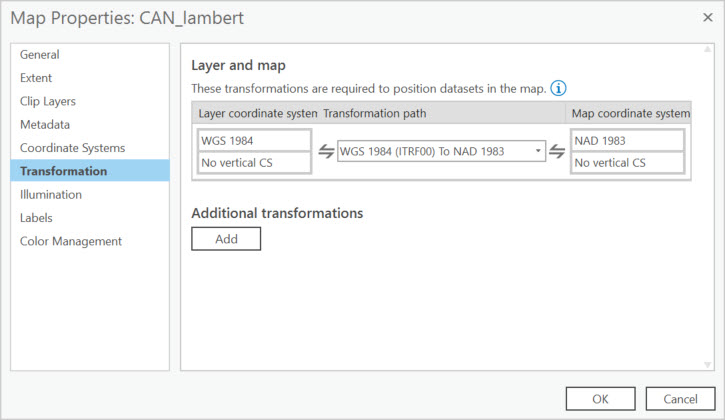 Map Properties: CAN_lambert
General
Extent
Clip Layers
Metadata
Coordinate Systems
Transformation
Illumination
Labels
Color Management
Layer and map
These transformations are required to position datasets in the map.
Layer coordinate systen Transformation path Map coordinate system
WGS 1984
No vertical CS
WGS 1984 (ITRF00) To NAD 1983
NAD 1983
No vertical CS
Additional transformations
Add
OK Cancel